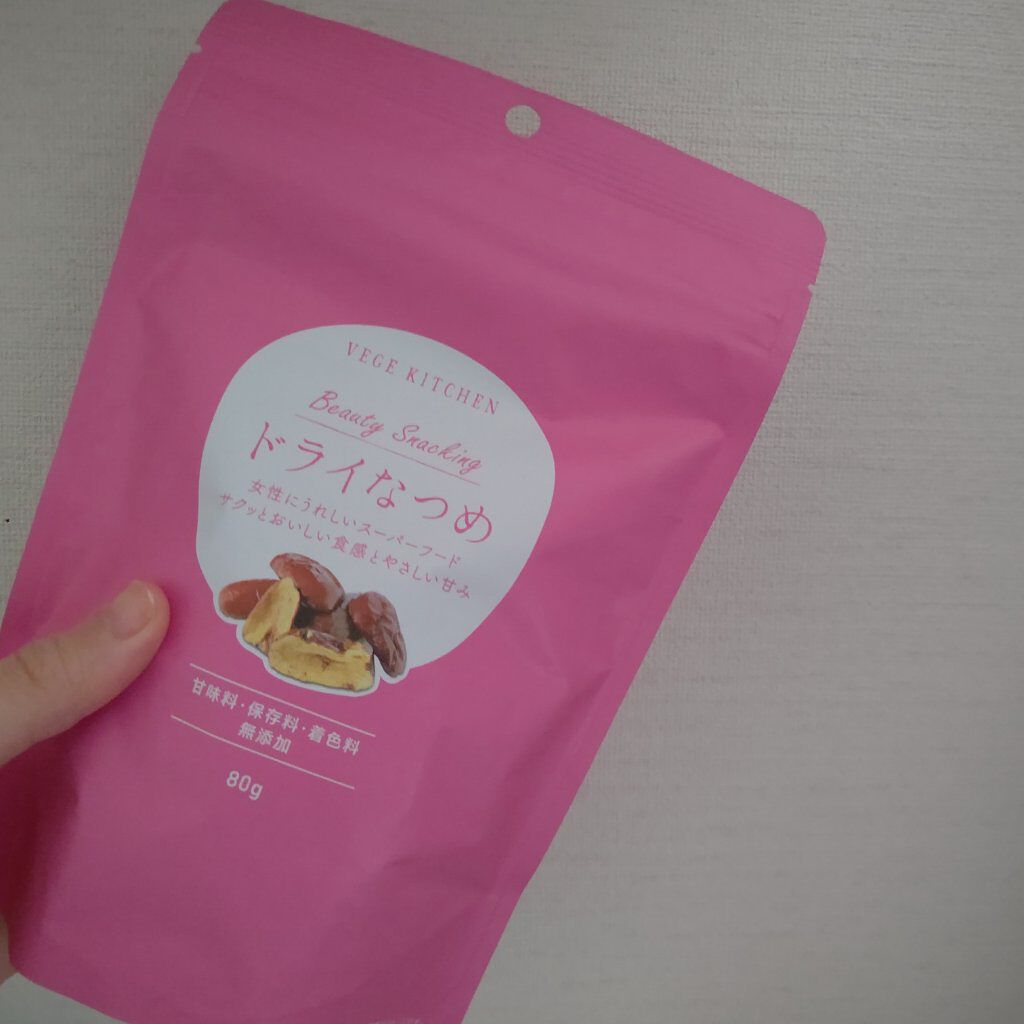 VEGE KITCHEN
Beauty Snacking
ドライなつめ
女性にうれしいスーパーフード
サクッとおいしい食感とやさしい甘み
甘味料・保存料・着色料
無添加
80g